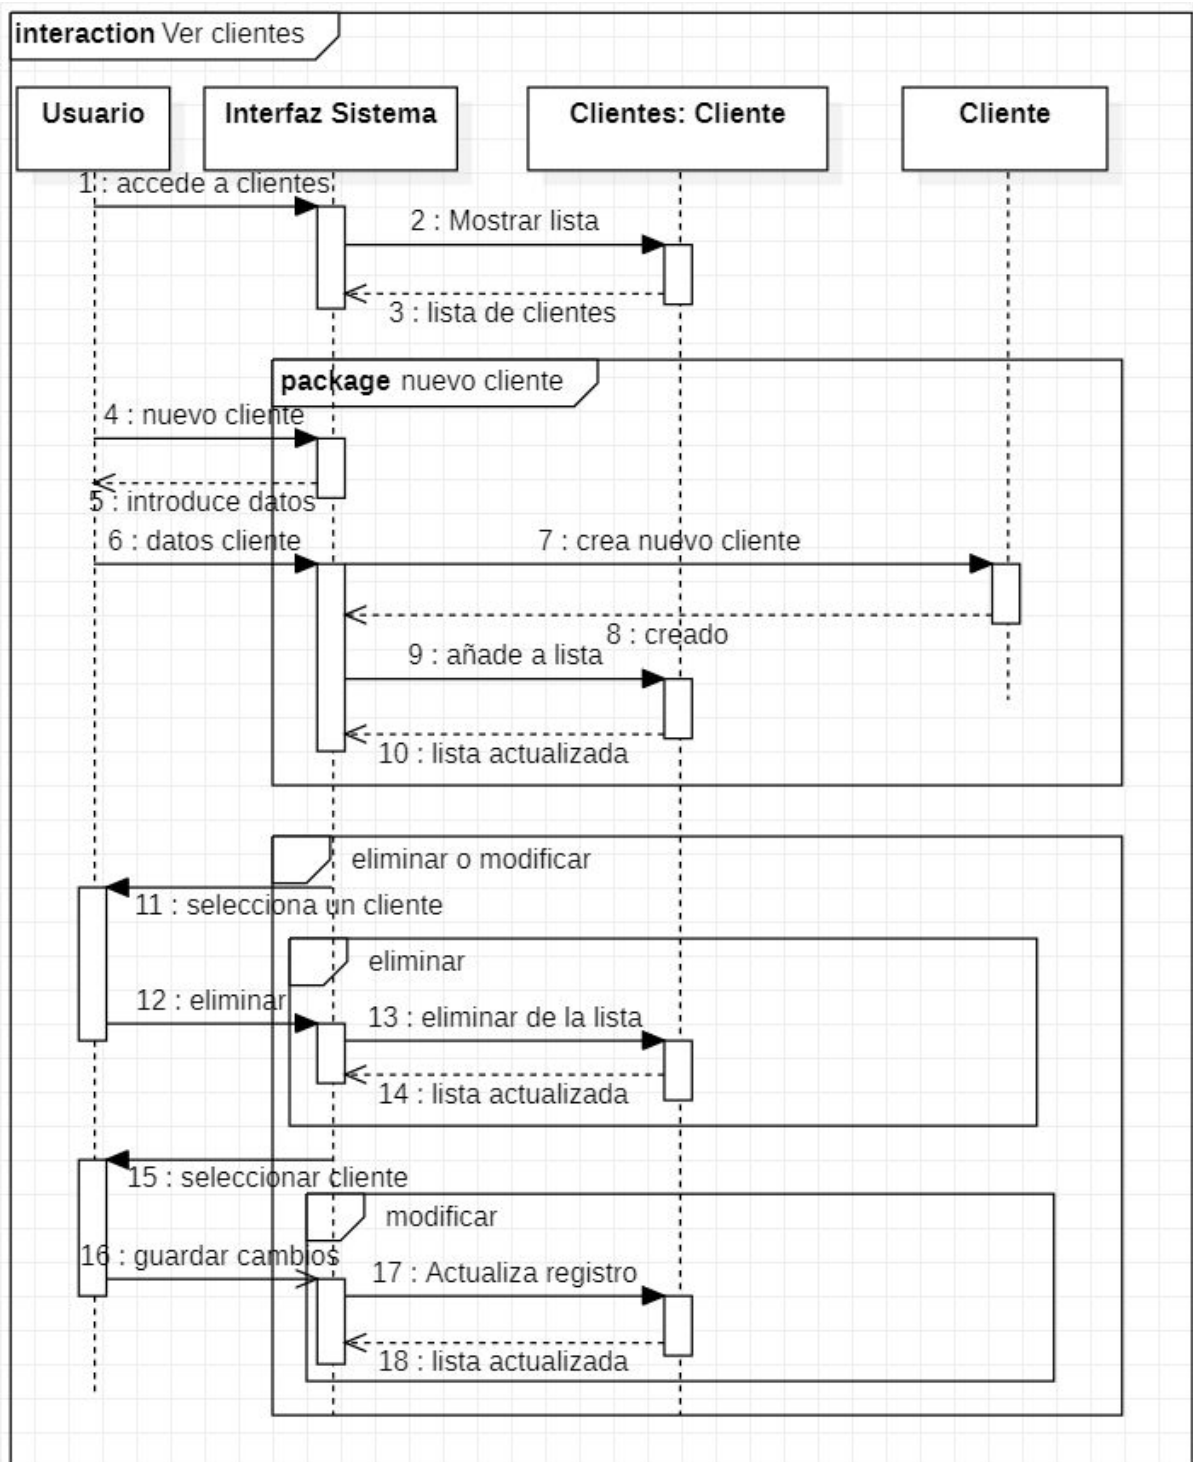 interaction Ver clientes
Usuario
Interfaz Sistema
Clientes: Cliente
Cliente
1 : accede a clientes
2 : Mostrar lista
3 : lista de clientes
package nuevo cliente
4 : nuevo cliente
5 : introduce datos
6 : datos cliente
7 : crea nuevo cliente
8 : creado
9 : añade a lista
10 : lista actualizada
eliminar o modificar
11 : selecciona un cliente
eliminar
12 : eliminar
13 : eliminar de la lista
14 : lista actualizada
15 : seleccionar cliente
modificar
16 : guardar cambios
17 : Actualiza registro
18 : lista actualizada